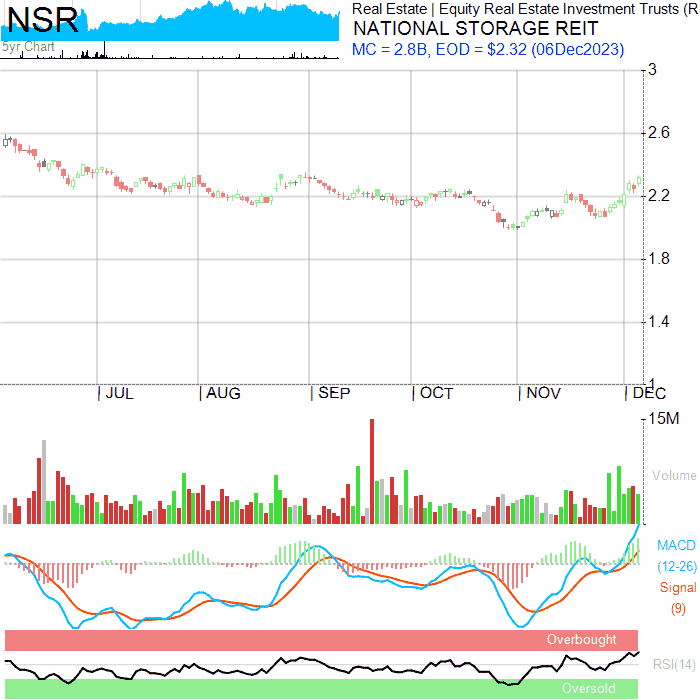 NSR
5yr Chart
Real Estate | Equity Real Estate Investment Trusts (R
NATIONAL STORAGE REIT
MC = 2.8B, EOD = $2.32 (06Dec2023)
3
2.6
2.2
1.8
1.4
1
JUL AUG SEP OCT NOV DEC
15M
Volume
MACD
(12-26)
Signal
(9)
Overbought
RSI(14)
Oversold